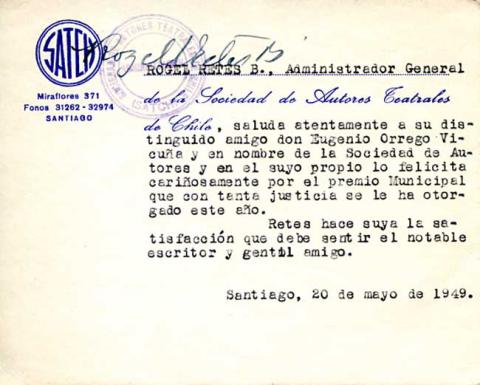 SATCH
Miraflores 371
Fonos 31262 - 32974
SANTIAGO
Rogel Retes B
ROGEL RETES B., Administrador General
de la Sociedad de Autores Teatrales
de Chile, saluda atentamente a su dis-
tinguido amigo don Eugenio Orrego Vi-
cuña y en nombre de la Sociedad de Au-
tores y en el suyo propio lo felicita
cariñosamente por el premio Municipal
que con tanta justicia se le ha otor-
gado este año.
Retes hace suya la sa-
tisfacción que debe sentir el notable
escritor y gentil amigo.
Santiago, 20 de mayo de 1949.